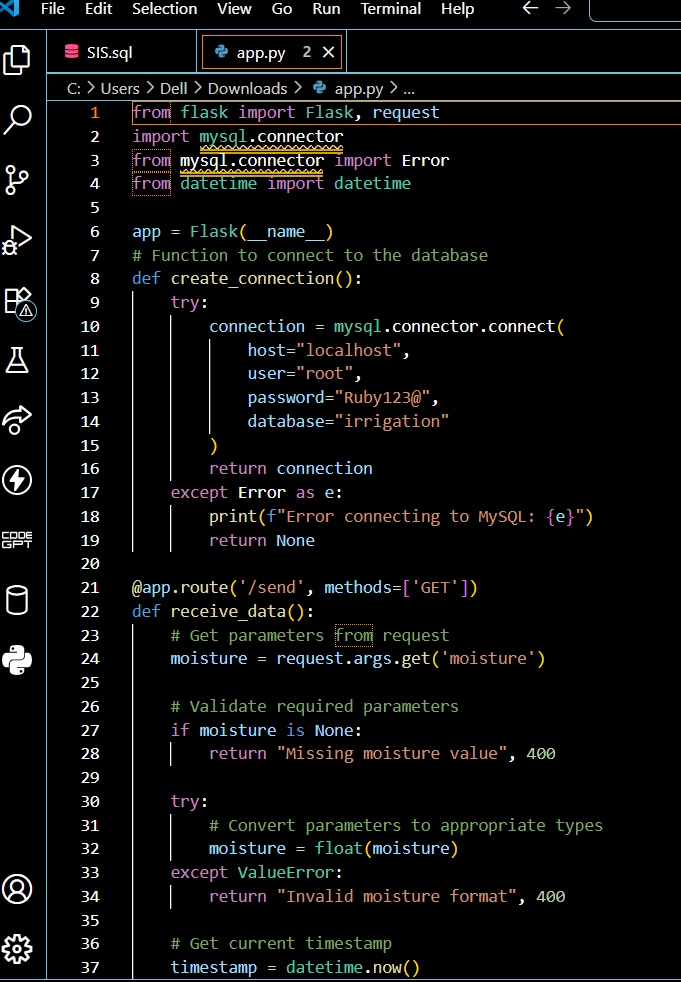 File Edit Selection View Go Run Terminal Help
SIS.sql app.py 2
C: > Users > Dell > Downloads > app.py > ...
1 from flask import Flask, request
2 import mysql.connector
3 from mysql.connector import Error
4 from datetime import datetime
5
6 app = Flask(__name__)
7 # Function to connect to the database
8 def create_connection():
9     try:
10         connection = mysql.connector.connect(
11             host="localhost",
12             user="root",
13             password="Ruby123@",
14             database="irrigation"
15         )
16         return connection
17     except Error as e:
18         print(f"Error connecting to MySQL: {e}")
19         return None
20
21 @app.route('/send', methods=['GET'])
22 def receive_data():
23     # Get parameters from request
24     moisture = request.args.get('moisture')
25
26     # Validate required parameters
27     if moisture is None:
28         return "Missing moisture value", 400
29
30     try:
31         # Convert parameters to appropriate types
32         moisture = float(moisture)
33     except ValueError:
34         return "Invalid moisture format", 400
35
36     # Get current timestamp
37     timestamp = datetime.now()
CODE
GPT